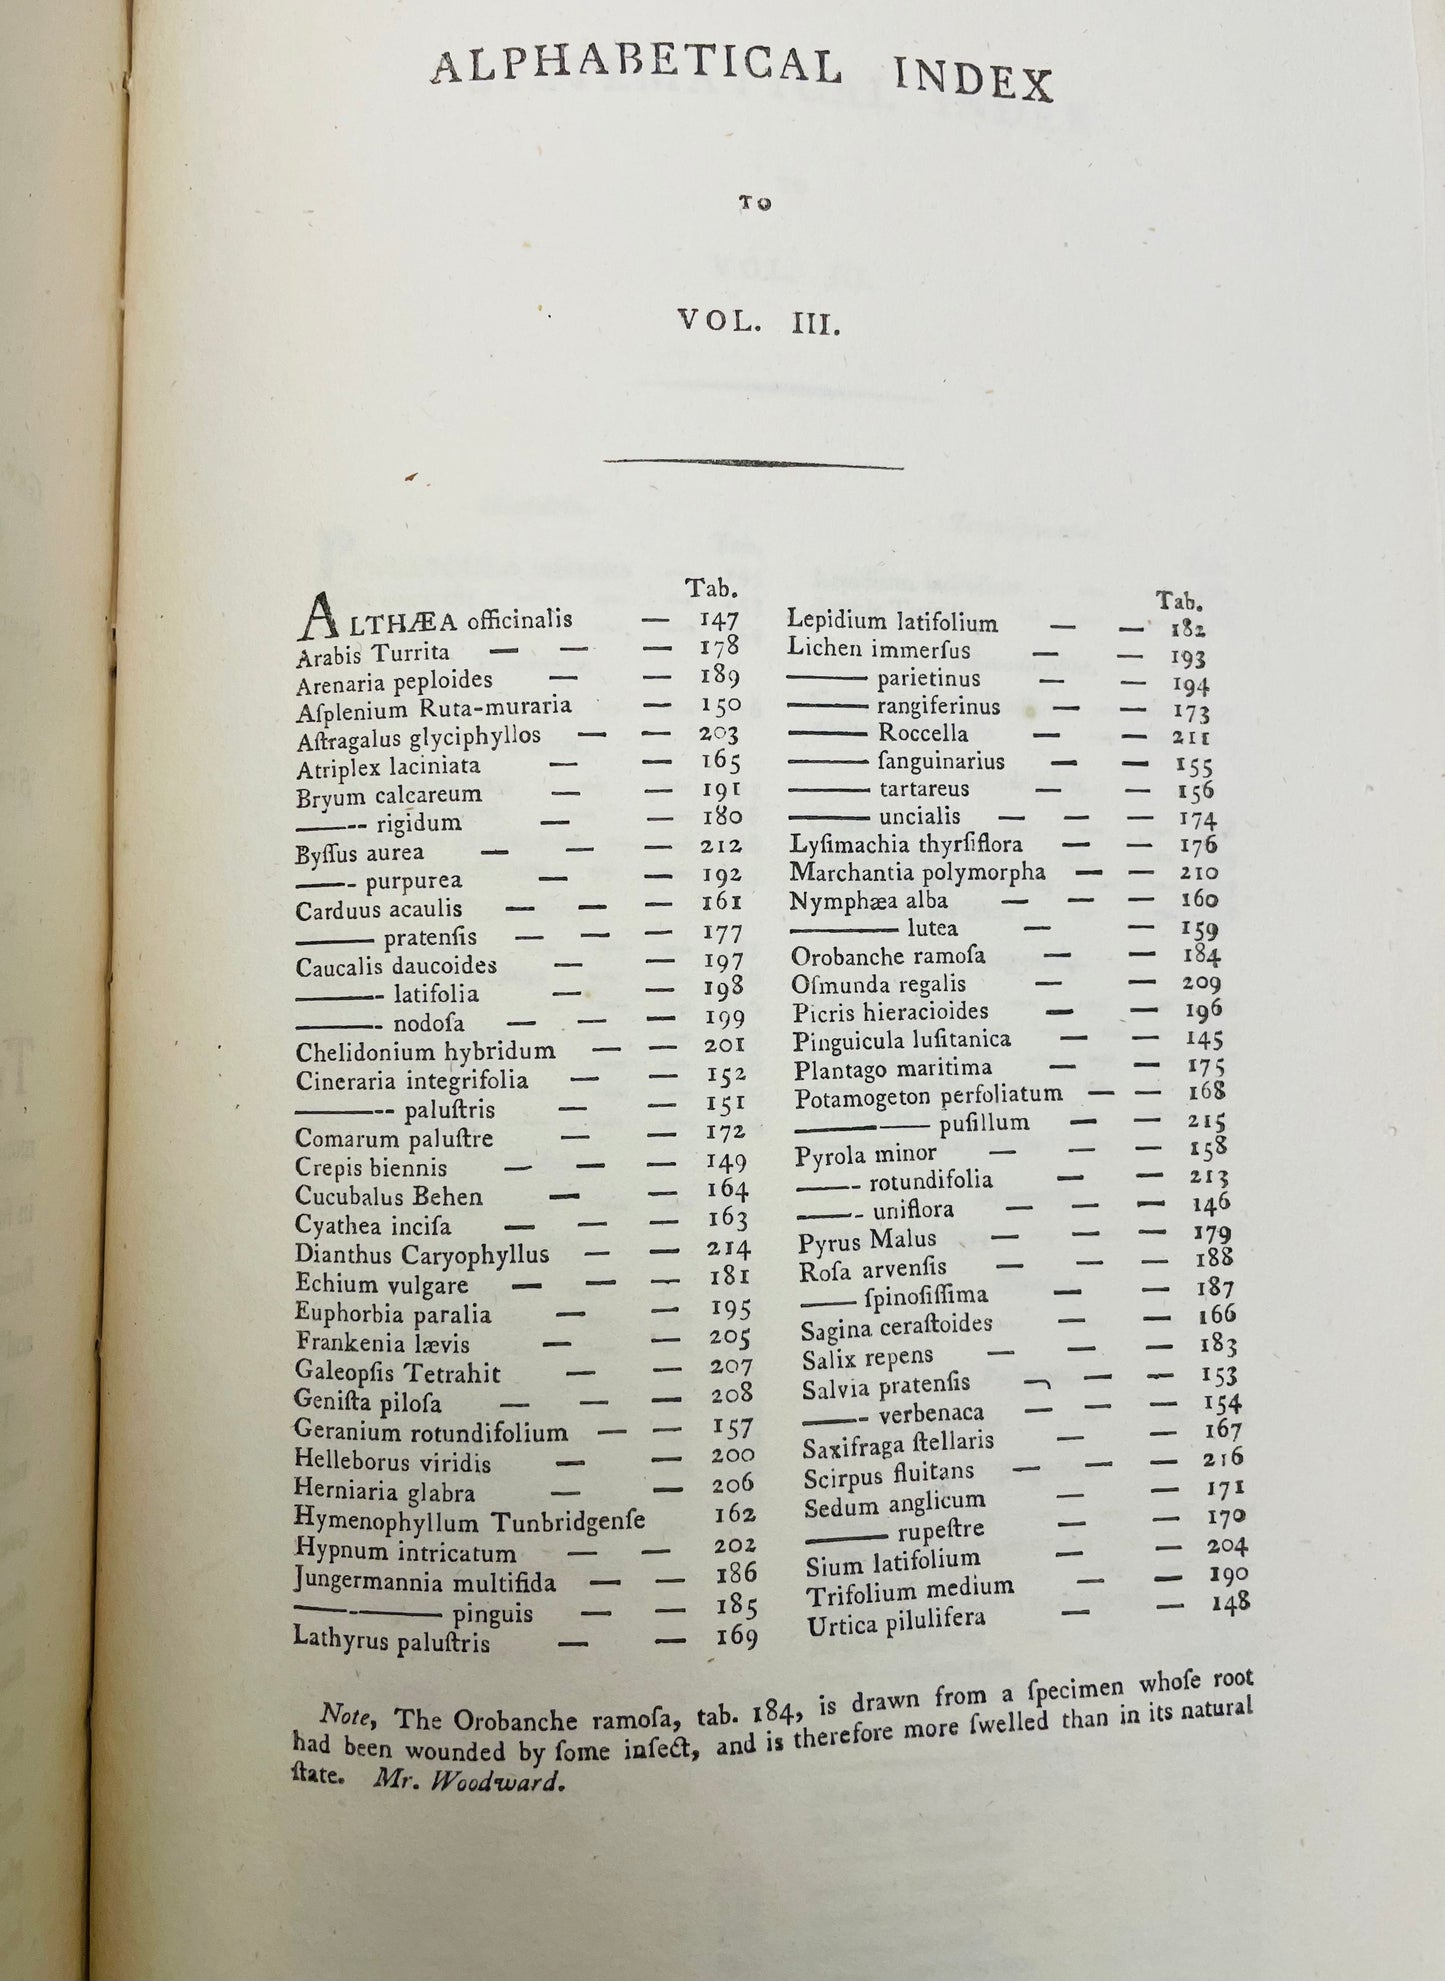 ALPHABETICAL INDEX
TO
VOL. III.
Tab.
ALTHÆA officinalis — 147
Arabis Turrita — — — 178
Arenaria peploides — — 189
Aſplenium Ruta-muraria — 150
Aſtragalus glyciphyllos — — 203
Atriplex laciniata — — 165
Bryum calcareum — — 191
——-- rigidum — — 180
Byſſus aurea — — — 212
——- purpurea — — 192
Carduus acaulis — — — 161
——— pratenſis — — — 177
Caucalis daucoides — — 197
———- latifolia — — 198
———- nodoſa — — — 199
Chelidonium hybridum — — 201
Cineraria integrifolia — — 152
———-- paluſtris — — 151
Comarum paluſtre — — 172
Crepis biennis — — — 149
Cucubalus Behen — — 164
Cyathea inciſa — — — 163
Dianthus Caryophyllus — — 214
Echium vulgare — — — 181
Euphorbia paralia — — 195
Frankenia lævis — — 205
Galeopſis Tetrahit — — 207
Geniſta piloſa — — — 208
Geranium rotundifolium — — 157
Helleborus viridis — — 200
Herniaria glabra — — 206
Hymenophyllum Tunbridgenſe 162
Hypnum intricatum — — 202
Jungermannia multifida — — 186
——-——— pinguis — — 185
Lathyrus paluſtris — — 169
Tab.
Lepidium latifolium — — 182
Lichen immerſus — — 193
——— parietinus — — 194
——— rangiferinus — — 173
——— Roccella — — 211
——— ſanguinarius — — 155
——— tartareus — — 156
——— uncialis — — — 174
Lyſimachia thyrſiflora — — 176
Marchantia polymorpha — — 210
Nymphæa alba — — — 160
———— lutea — — 159
Orobanche ramoſa — — 184
Oſmunda regalis — — 209
Picris hieracioides — — 196
Pinguicula luſitanica — — 145
Plantago maritima — — 175
Potamogeton perfoliatum — — 168
————— puſillum — — 215
Pyrola minor — — — 158
——- rotundifolia — — 213
——-- uniflora — — — 146
Pyrus Malus — — — 179
Roſa arvenſis — — — 188
—— ſpinoſiſſima — — 187
Sagina ceraſtoides — — 166
Salix repens — — — 183
Salvia pratenſis — — — 153
——-- verbenaca — — — 154
Saxifraga ſtellaris — — 167
Scirpus fluitans — — — 216
Sedum anglicum — — 171
——— rupeſtre — — 170
Sium latifolium — — 204
Trifolium medium — — 190
Urtica pilulifera — — 148
Note, The Orobanche ramoſa, tab. 184, is drawn from a ſpecimen whoſe root
had been wounded by ſome inſect, and is therefore more ſwelled than in its natural
ſtate. Mr. Woodward.